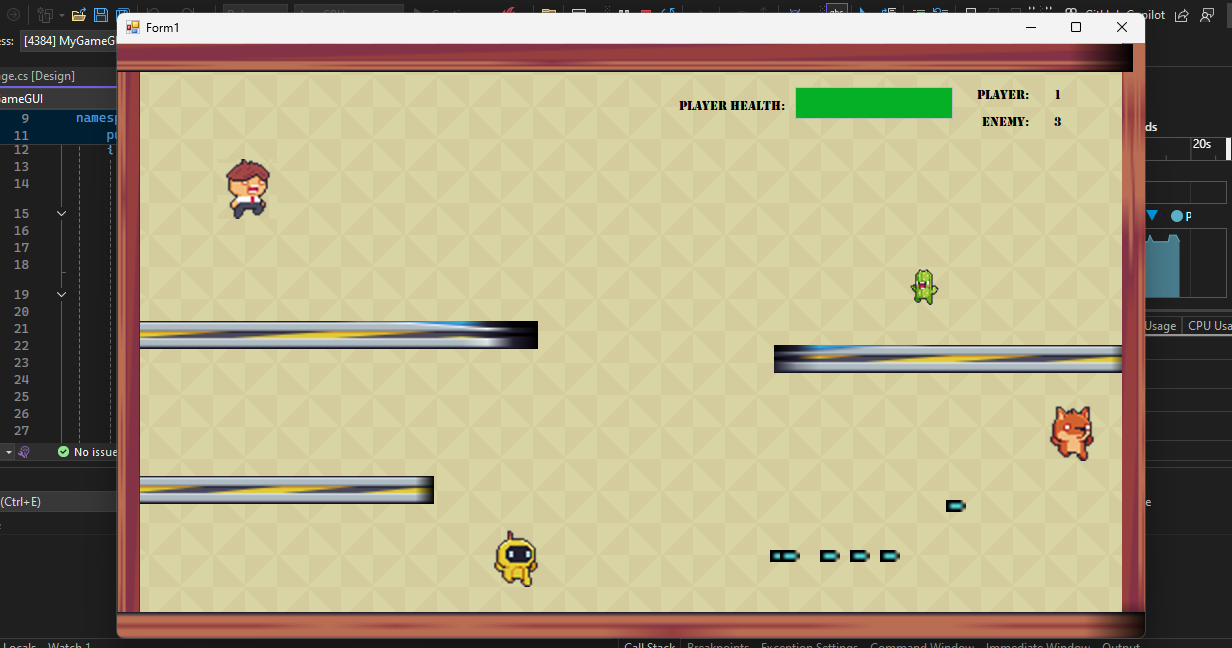 GitHub Copilot
Form1
ess: [4384] MyGameG
ge.cs [Design]
GameGUI
PLAYER HEALTH:
PLAYER: 1
ENEMY: 3
9 namesp
11 pu
12 {
13
14
15
16
17
18
19
20
21
22
23
24
25
26
27
ds
20s
P
Usage CPU Usa
No issue
(Ctrl+E)
Locals Watch 1
Call Stack Breakpoints Exception Settings Command Window Immediate Window Output